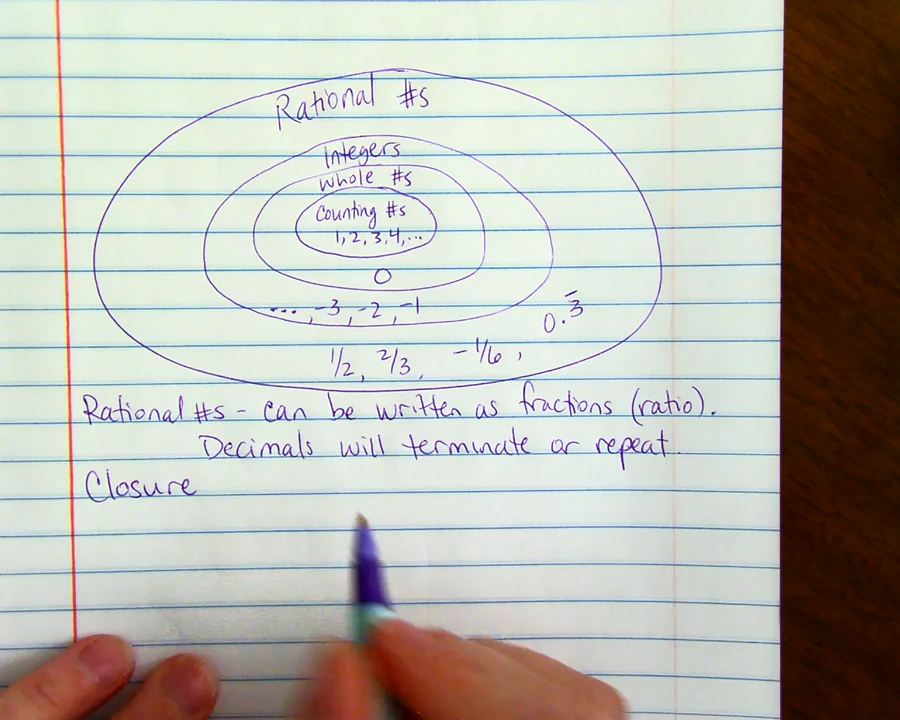 Rational #s
Integers
whole #s
Counting #s
1, 2, 3, 4, ...
0
..., -3, -2, -1
0.3̅
1/2, 2/3, -1/6,
Rational #s - can be written as fractions (ratio).
Decimals will terminate or repeat.
Closure